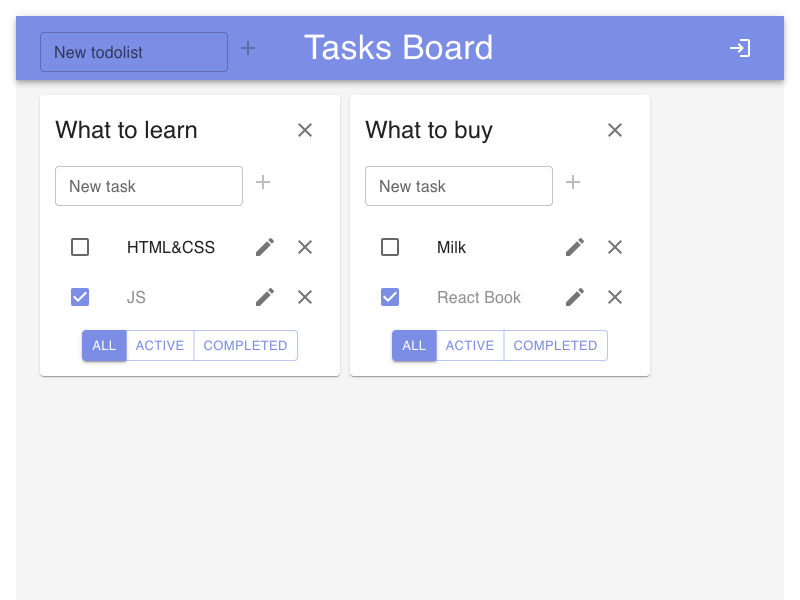 New todolist
Tasks Board
What to learn
New task
HTML&CSS
JS
ALL ACTIVE COMPLETED
What to buy
New task
Milk
React Book
ALL ACTIVE COMPLETED